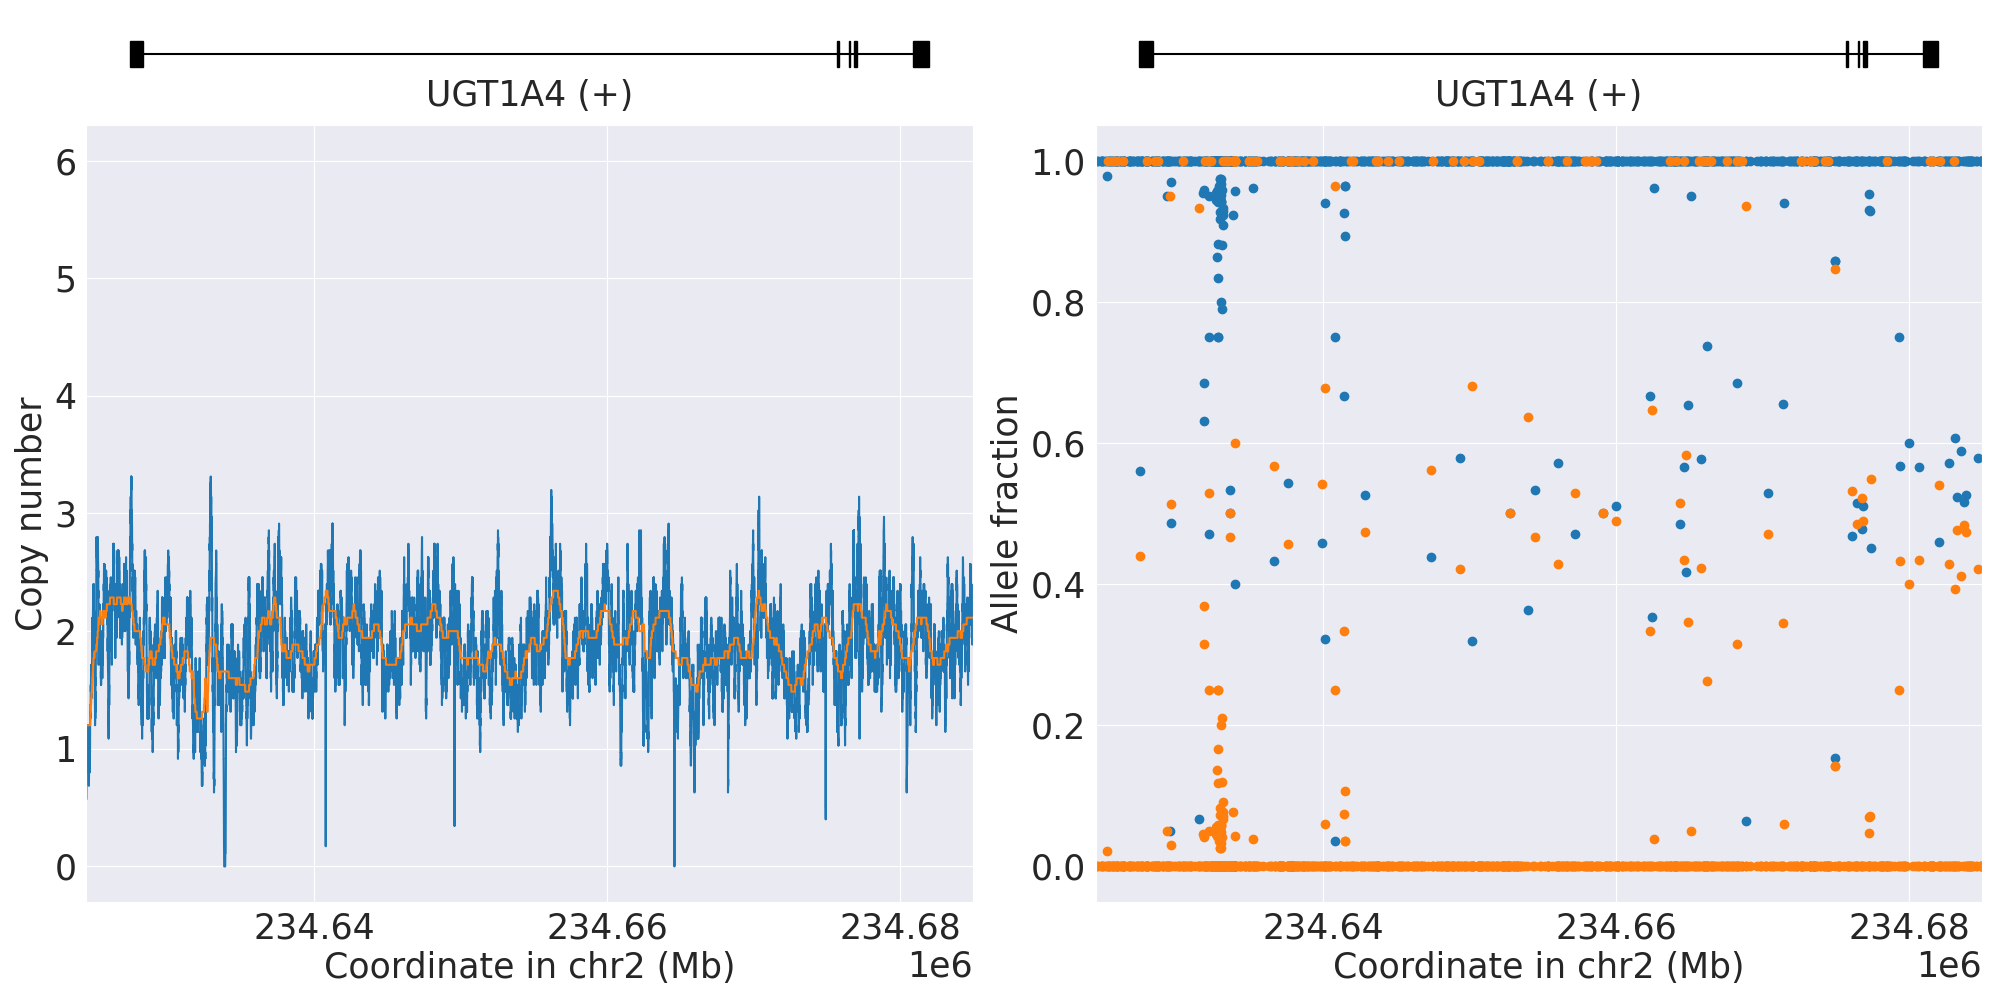 UGT1A4 (+)
Copy number
6
5
4
3
2
1
0
234.64 234.66 234.68
1e6
Coordinate in chr2 (Mb)
UGT1A4 (+)
Allele fraction
1.0
0.8
0.6
0.4
0.2
0.0
234.64 234.66 234.68
1e6
Coordinate in chr2 (Mb)